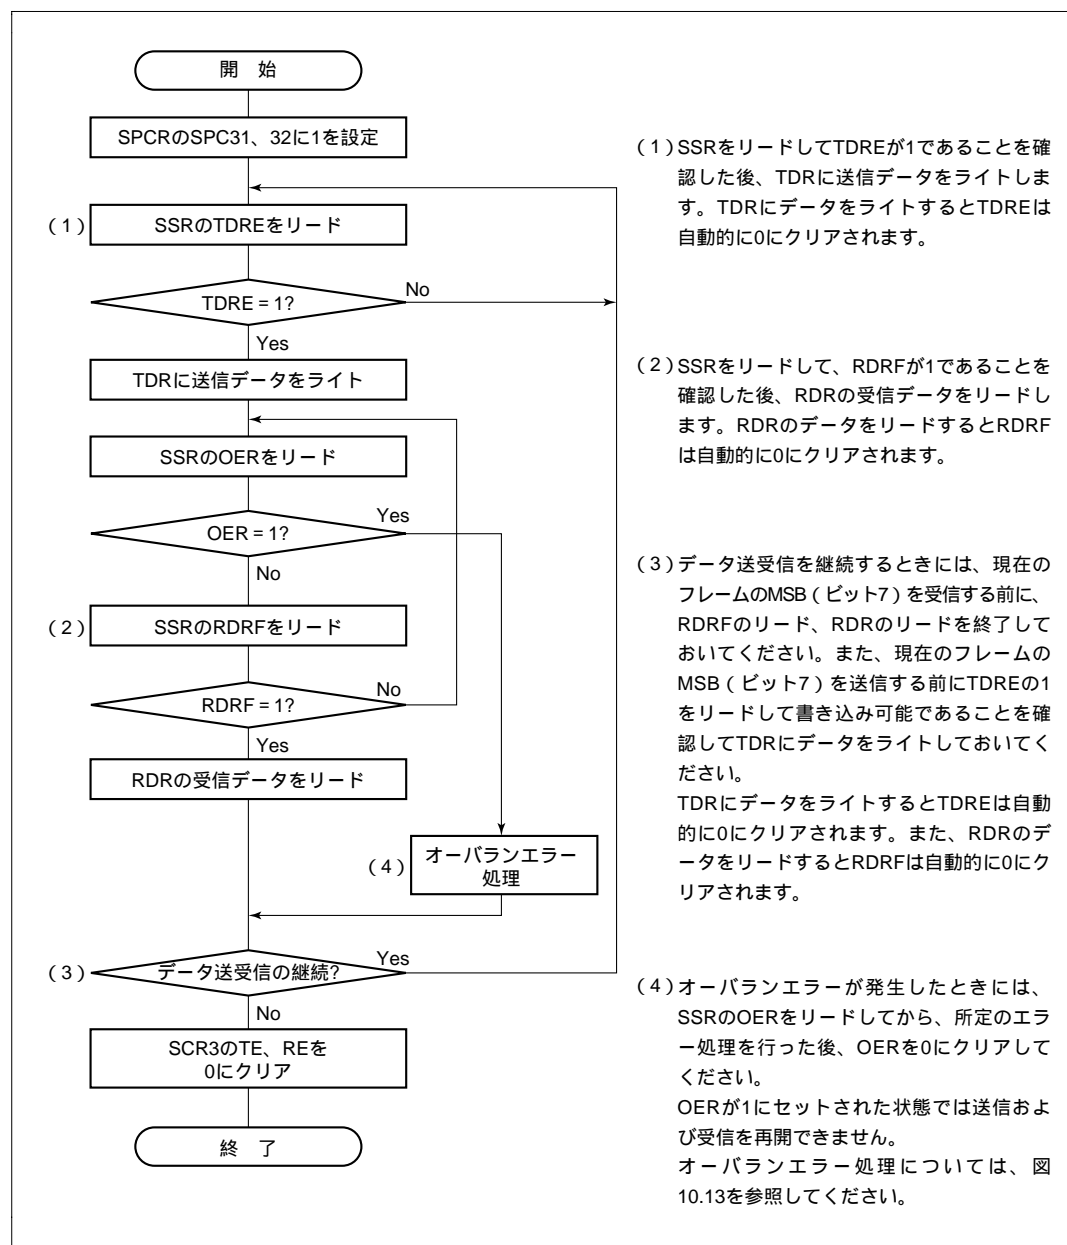 開 始
SPCRのSPC31、32に1を設定
(1)
SSRのTDREをリード
TDRE = 1?
No
Yes
TDRに送信データをライト
SSRのOERをリード
OER = 1?
Yes
No
(2)
SSRのRDRFをリード
RDRF = 1?
No
Yes
RDRの受信データをリード
(4)
オーバランエラー
処理
(3)
データ送受信の継続?
Yes
No
SCR3のTE、REを
0にクリア
終 了
(1)SSRをリードしてTDREが1であることを確
認した後、TDRに送信データをライトしま
す。TDRにデータをライトするとTDREは
自動的に0にクリアされます。
(2)SSRをリードして、RDRFが1であることを
確認した後、RDRの受信データをリードし
ます。RDRのデータをリードするとRDRF
は自動的に0にクリアされます。
(3)データ送受信を継続するときには、現在の
フレームのMSB(ビット7)を受信する前に、
RDRFのリード、RDRのリードを終了して
おいてください。また、現在のフレームの
MSB(ビット7)を送信する前にTDREの1
をリードして書き込み可能であることを確
認してTDRにデータをライトしておいてく
ださい。
TDRにデータをライトするとTDREは自動
的に0にクリアされます。また、RDRのデ
ータをリードするとRDRFは自動的に0にク
リアされます。
(4)オーバランエラーが発生したときには、
SSRのOERをリードしてから、所定のエラ
ー処理を行った後、OERを0にクリアして
ください。
OERが1にセットされた状態では送信およ
び受信を再開できません。
オーバランエラー処理については、図
10.13を参照してください。